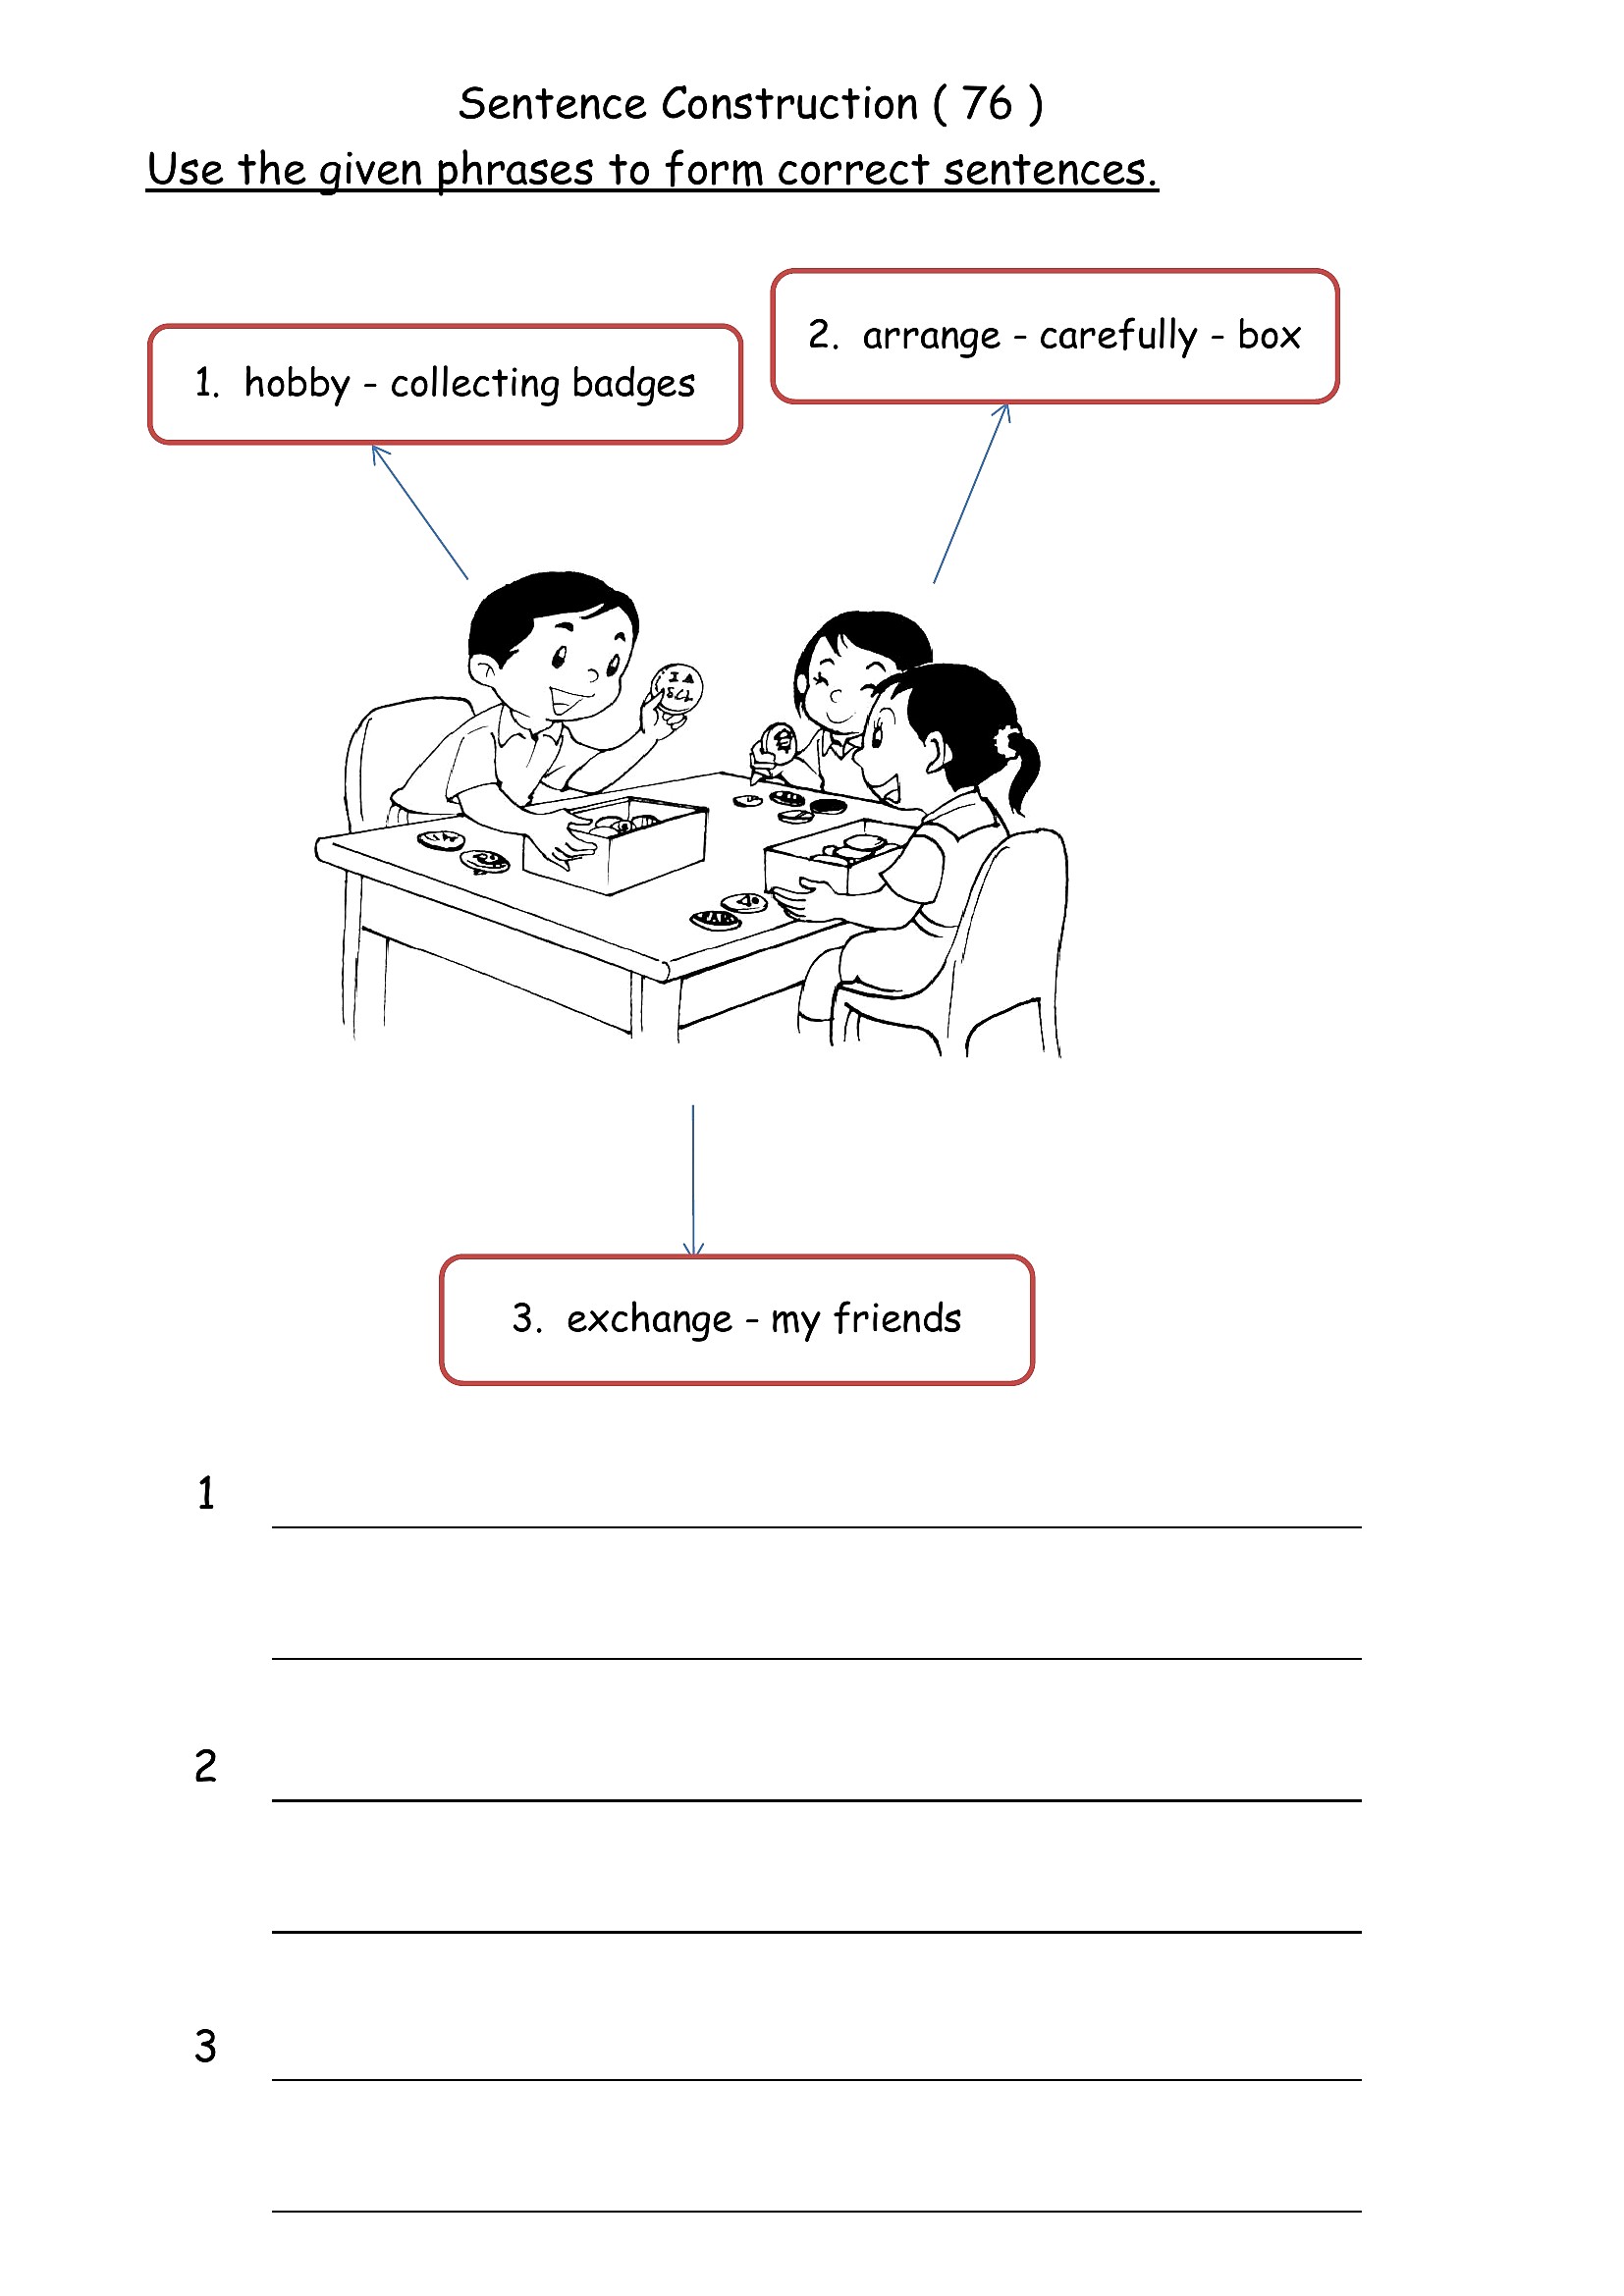 Sentence Construction ( 76 )
Use the given phrases to form correct sentences.
2. arrange - carefully - box
1. hobby - collecting badges
3. exchange - my friends
1
2
3